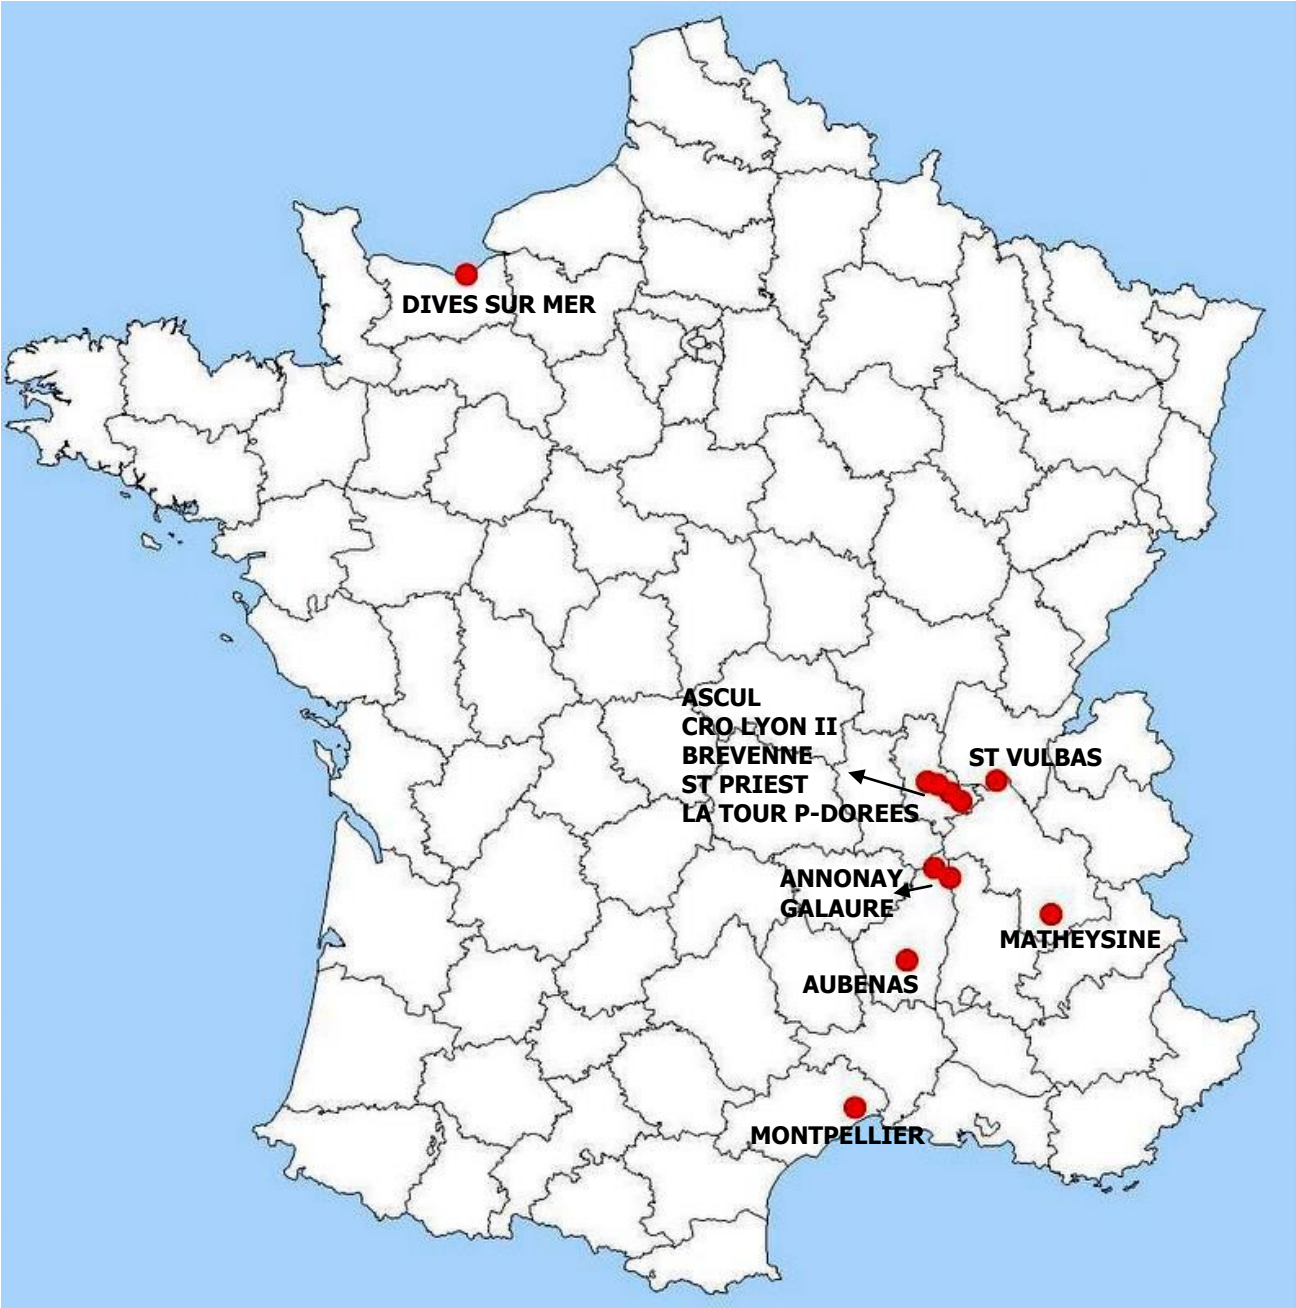 DIVES SUR MER
ASCUL
CRO LYON II
BREVENNE
ST PRIEST
LA TOUR P-DOREES
ST VULBAS
ANNONAY
GALAURE
MATHEYSINE
AUBENAS
MONTPELLIER